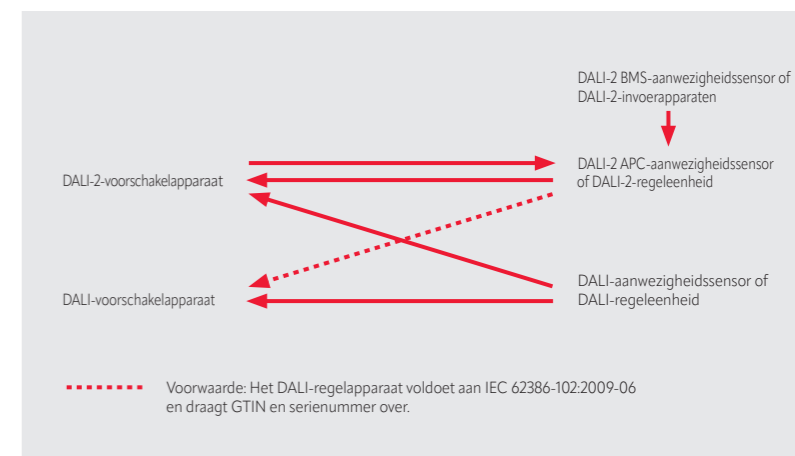 DALI-2 BMS-aanwezigheidssensor of
DALI-2-invoerapparaten
DALI-2-voorschakelapparaat
DALI-2 APC-aanwezigheidssensor
of DALI-2-regeleenheid
DALI-voorschakelapparaat
DALI-aanwezigheidssensor of
DALI-regeleenheid
Voorwaarde: Het DALI-regelapparaat voldoet aan IEC 62386-102:2009-06
en draagt GTIN en serienummer over.